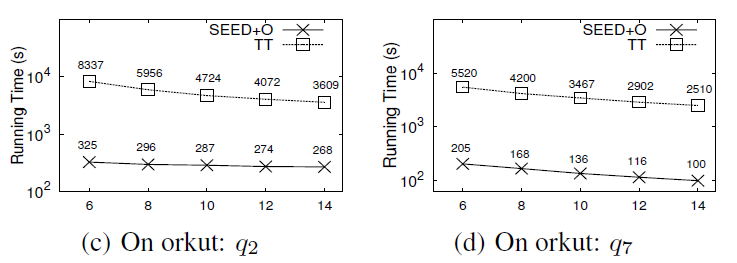 SEED+O
TT
Running Time (s)
10^4
10^3
10^2
8337
5956
4724
4072
3609
325
296
287
274
268
6 8 10 12 14
(c) On orkut: q2
SEED+O
TT
Running Time (s)
10^4
10^3
10^2
5520
4200
3467
2902
2510
205
168
136
116
100
6 8 10 12 14
(d) On orkut: q7